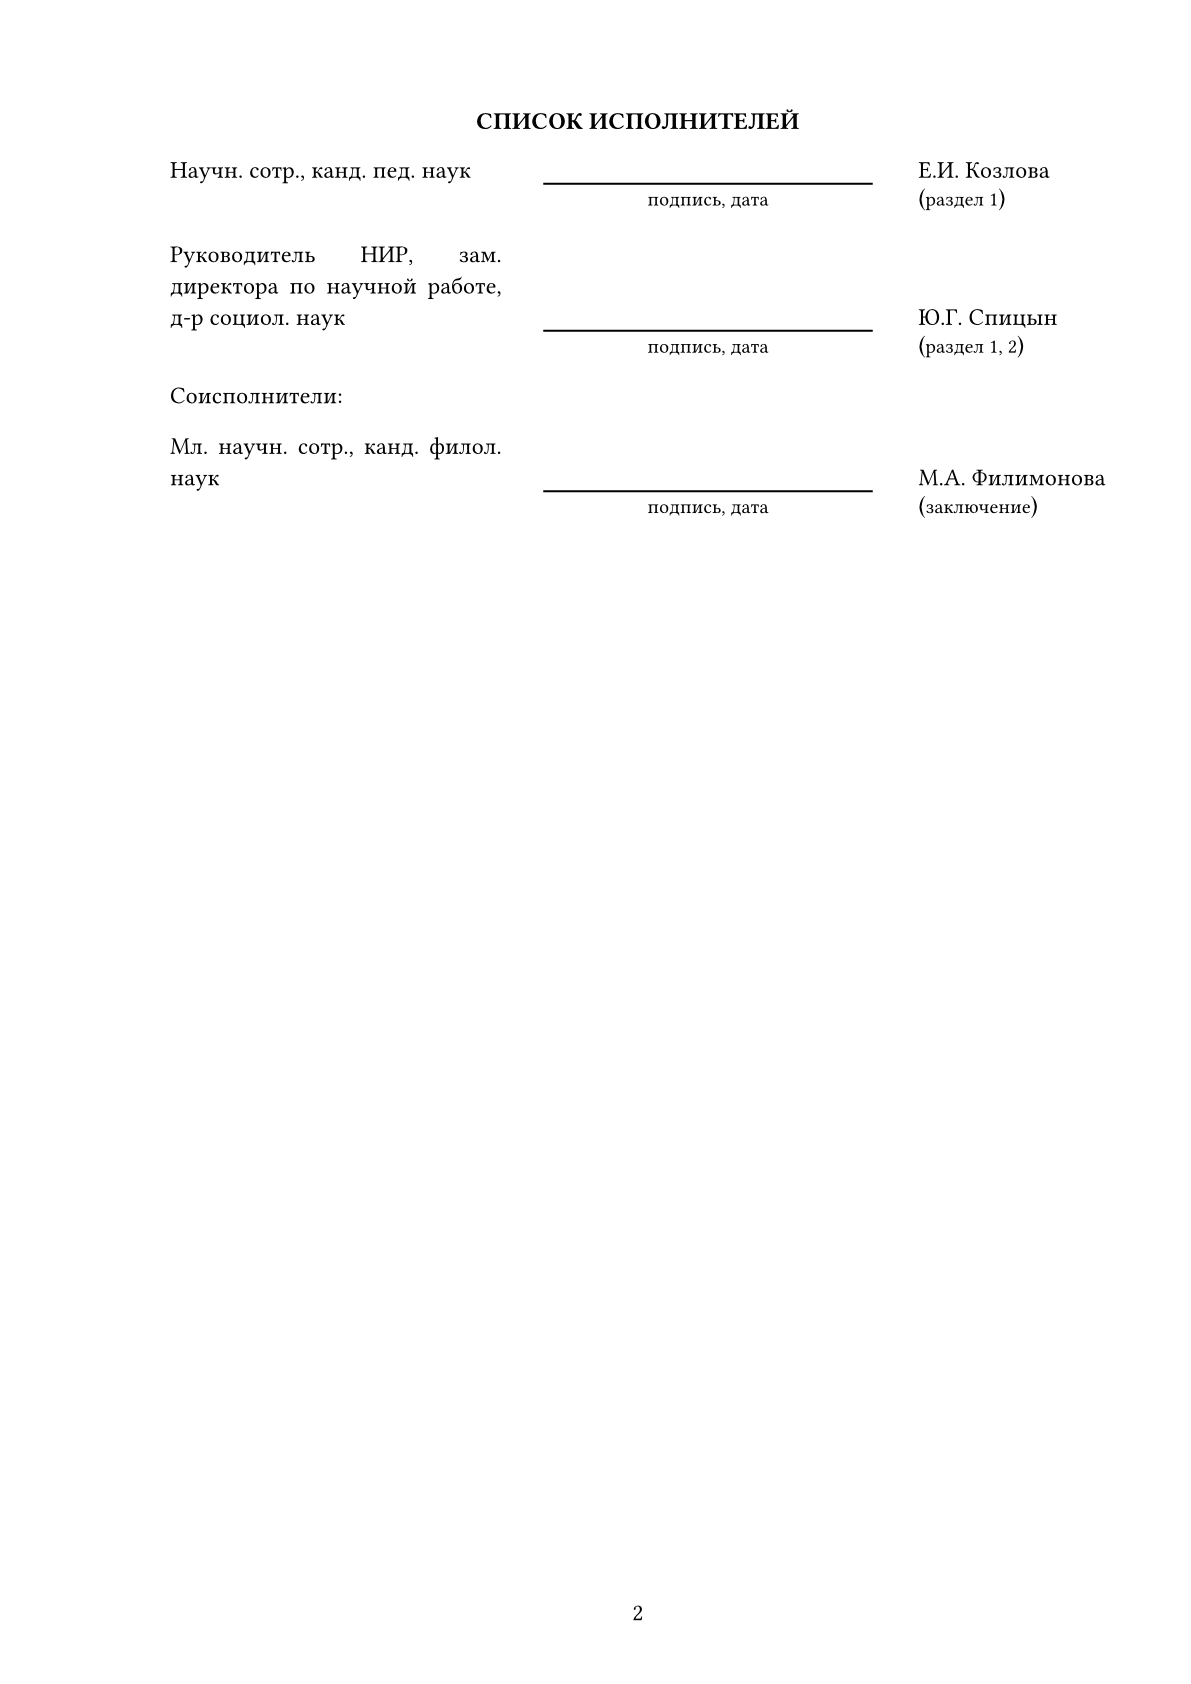 СПИСОК ИСПОЛНИТЕЛЕЙ
Научн. сотр., канд. пед. наук
Е.И. Козлова
подпись, дата
(раздел 1)
Руководитель НИР, зам.
директора по научной работе,
д-р социол. наук
Ю.Г. Спицын
подпись, дата
(раздел 1, 2)
Соисполнители:
Мл. научн. сотр., канд. филол.
наук
М.А. Филимонова
подпись, дата
(заключение)
2